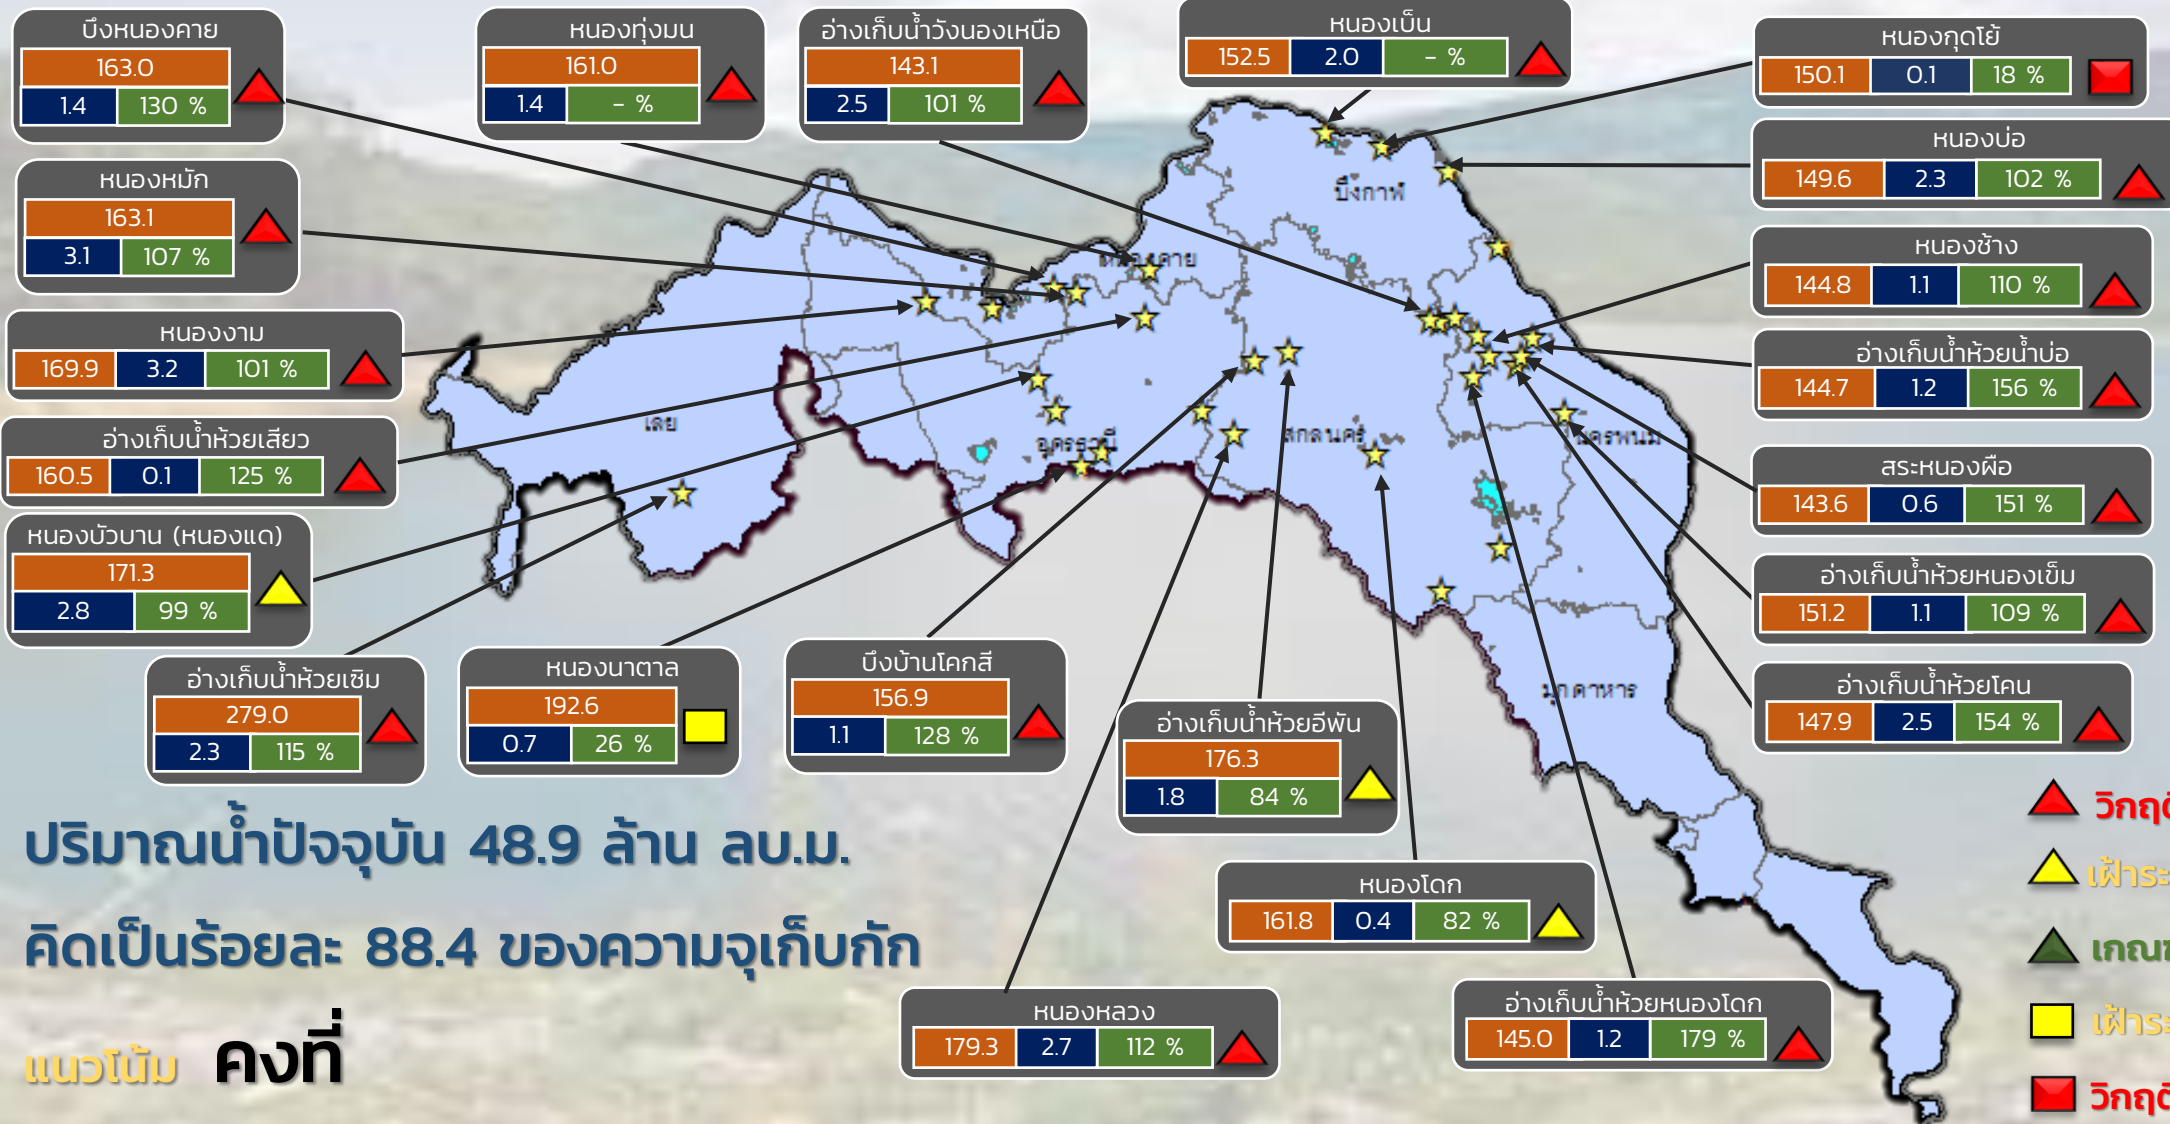 บึงหนองคาย
163.0
1.4 130 %
หนองทุ่งมน
161.0
1.4 - %
อ่างเก็บน้ำวังนองเหนือ
143.1
2.5 101 %
หนองเบ็น
152.5 2.0 - %
หนองกุดโย้
150.1 0.1 18 %
หนองหมัก
163.1
3.1 107 %
หนองบ่อ
149.6 2.3 102 %
หนองช้าง
144.8 1.1 110 %
หนองงาม
169.9 3.2 101 %
อ่างเก็บน้ำห้วยน้ำบ่อ
144.7 1.2 156 %
อ่างเก็บน้ำห้วยเสียว
160.5 0.1 125 %
สระหนองผือ
143.6 0.6 151 %
หนองบัวบาน (หนองแด)
171.3
2.8 99 %
อ่างเก็บน้ำห้วยหนองเข็ม
151.2 1.1 109 %
อ่างเก็บน้ำห้วยเซิม
279.0
2.3 115 %
หนองนาตาล
192.6
0.7 26 %
บึงบ้านโคกสี
156.9
1.1 128 %
อ่างเก็บน้ำห้วยอีพัน
176.3
1.8 84 %
อ่างเก็บน้ำห้วยโคน
147.9 2.5 154 %
หนองโดก
161.8 0.4 82 %
หนองหลวง
179.3 2.7 112 %
อ่างเก็บน้ำห้วยหนองโดก
145.0 1.2 179 %
บึงกาฬ
หนองคาย
เลย
อุดรธานี
สกลนคร
นครพนม
มุกดาหาร
ปริมาณน้ำปัจจุบัน 48.9 ล้าน ลบ.ม.
คิดเป็นร้อยละ 88.4 ของความจุเก็บกัก
แนวโน้ม คงที่
วิกฤติ
เฝ้าระ
เกณฑ
เฝ้าระ
วิกฤติ